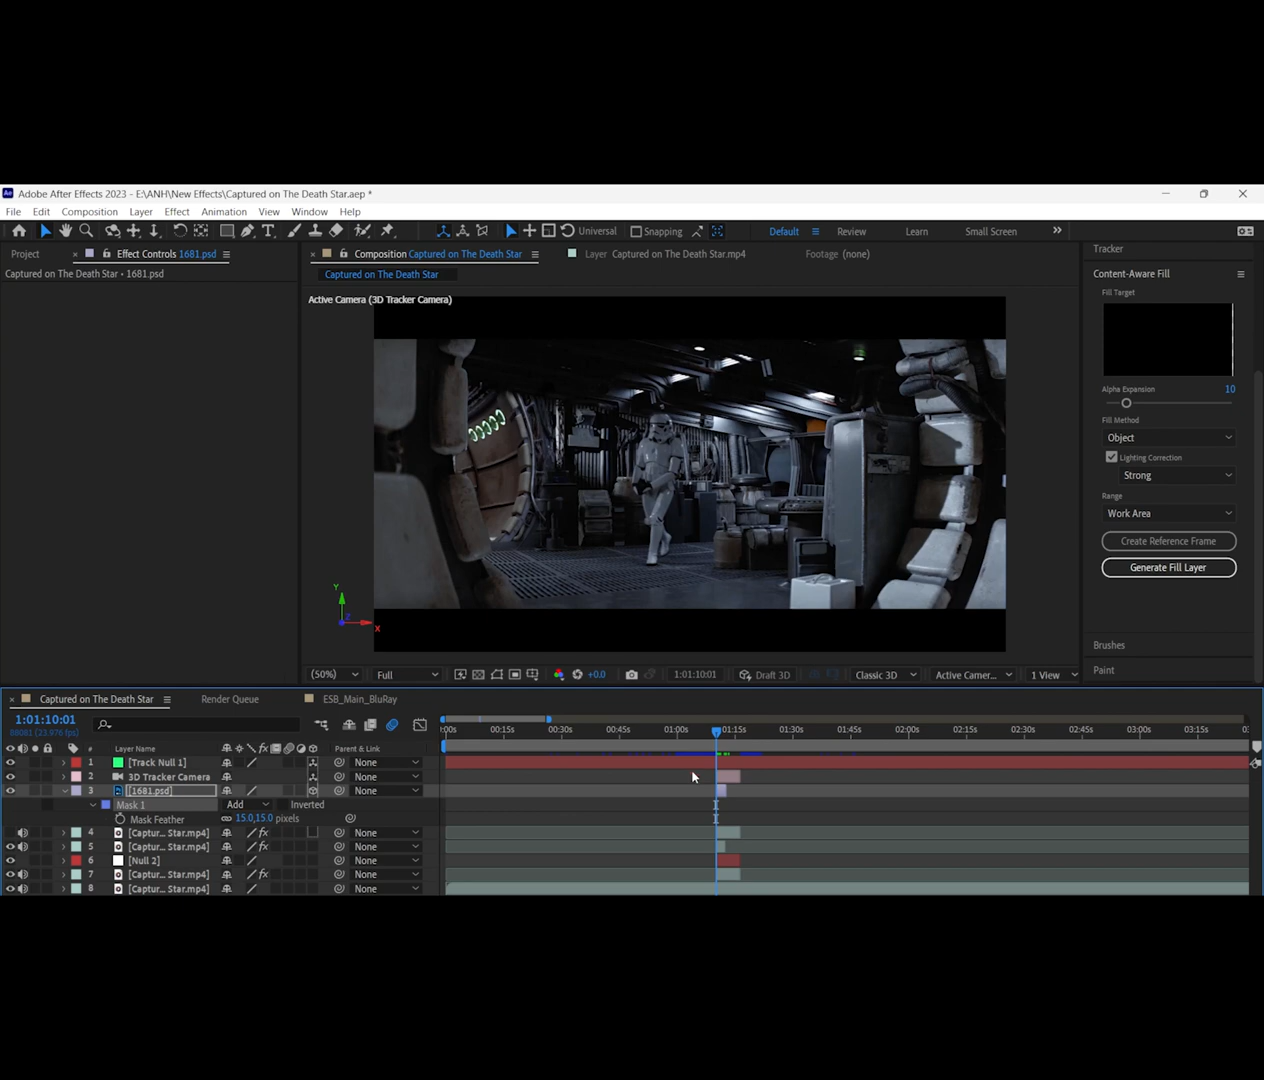 Ae Adobe After Effects 2023 - E:\ANH\New Effects\Captured on The Death Star.aep *
File Edit Composition Layer Effect Animation View Window Help
Universal Snapping Default Review Learn Small Screen
Project Effect Controls 1681.psd
Captured on The Death Star • 1681.psd
Composition Captured on The Death Star Layer Captured on The Death Star.mp4 Footage (none)
Captured on The Death Star
Active Camera (3D Tracker Camera)
Y
Z
X
(50%) Full +0.0 1:01:10:01 Draft 3D Classic 3D Active Camer... 1 View
Tracker
Content-Aware Fill
Fill Target
Alpha Expansion 10
Fill Method
Object
Lighting Correction
Strong
Range
Work Area
Create Reference Frame
Generate Fill Layer
Brushes
Paint
Captured on The Death Star Render Queue ESB_Main_BluRay
1:01:10:01
88081 (23.976 fps)
:00s 00:15s 00:30s 00:45s 01:00s 01:15s 01:30s 01:45s 02:00s 02:15s 02:30s 02:45s 03:00s 03:15s
# Layer Name Parent & Link
1 [Track Null 1] None
2 3D Tracker Camera None
3 [1681.psd] None
Mask 1 Add Inverted
Mask Feather 15.0,15.0 pixels
4 [Captur... Star.mp4] None
5 [Captur... Star.mp4] fx None
6 [Null 2] None
7 [Captur... Star.mp4] fx None
8 [Captur... Star.mp4] None